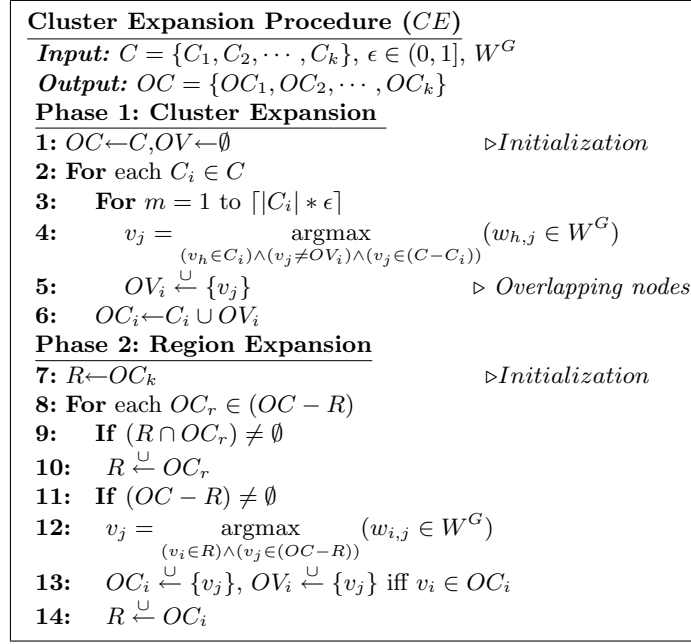 Cluster Expansion Procedure (CE)
Input: C = {C₁, C₂, ⋯ , Cₖ}, ϵ ∈ (0, 1], W^G
Output: OC = {OC₁, OC₂, ⋯ , OCₖ}
Phase 1: Cluster Expansion
1: OC←C,OV←∅ ▹Initialization
2: For each Cᵢ ∈ C
3: For m = 1 to ⌈|Cᵢ| ∗ ϵ⌉
4: vⱼ = argmax (w_{h,j} ∈ W^G)
(v_h∈Cᵢ)∧(vⱼ≠OVᵢ)∧(vⱼ∈(C−Cᵢ))
5: OVᵢ ←^∪ {vⱼ} ▹ Overlapping nodes
6: OCᵢ←Cᵢ ∪ OVᵢ
Phase 2: Region Expansion
7: R←OCₖ ▹Initialization
8: For each OCᵣ ∈ (OC − R)
9: If (R ∩ OCᵣ) ≠ ∅
10: R ←^∪ OCᵣ
11: If (OC − R) ≠ ∅
12: vⱼ = argmax (w_{i,j} ∈ W^G)
(vᵢ∈R)∧(vⱼ∈(OC−R))
13: OCᵢ ←^∪ {vⱼ}, OVᵢ ←^∪ {vⱼ} iff vᵢ ∈ OCᵢ
14: R ←^∪ OCᵢ